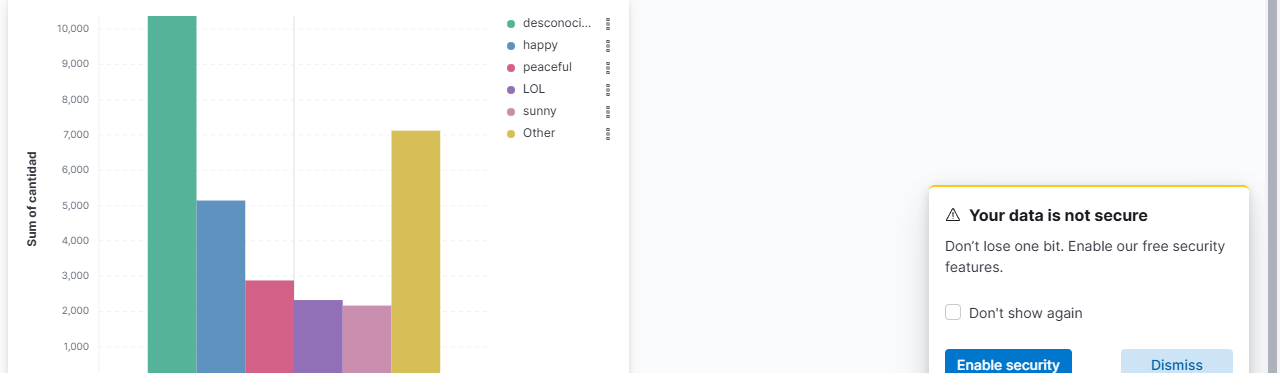 10,000
9,000
8,000
7,000
6,000
5,000
4,000
3,000
2,000
1,000
Sum of cantidad
desconoci...
happy
peaceful
LOL
sunny
Other
Your data is not secure
Don’t lose one bit. Enable our free security
features.
Don't show again
Enable security
Dismiss